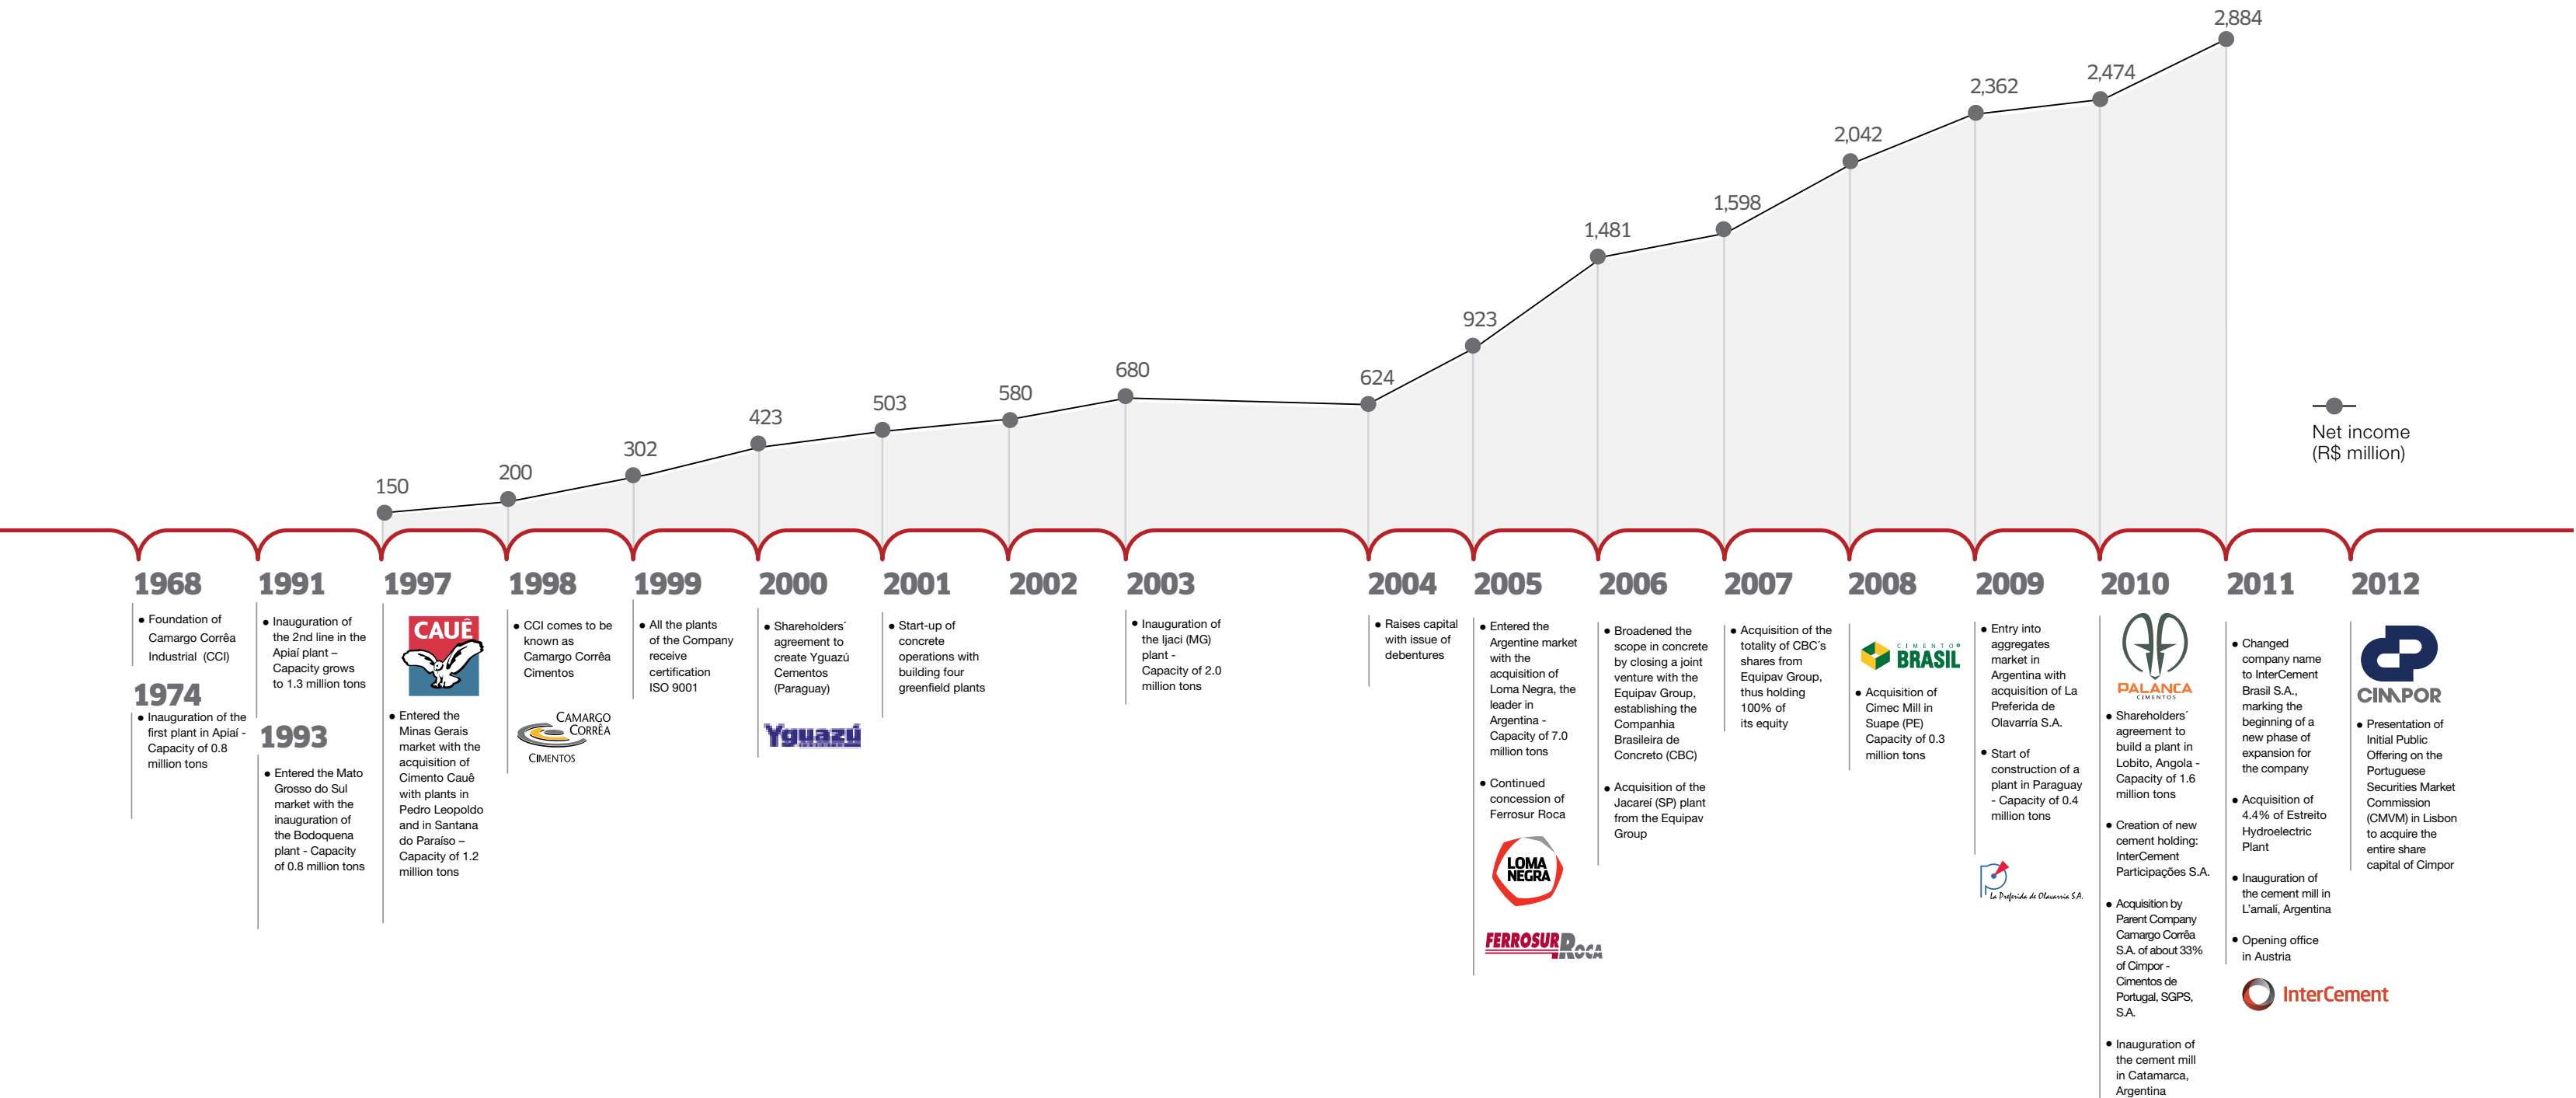 2,884
2,474
2,362
2,042
1,598
1,481
923
680
624
580
503
423
302
200
150
Net income
(R$ million)
1968
• Foundation of
Camargo Corrêa
Industrial (CCI)
1974
• Inauguration of the
first plant in Apiaí -
Capacity of 0.8
million tons
1991
• Inauguration of
the 2nd line in the
Apiaí plant –
Capacity grows
to 1.3 million tons
1993
• Entered the Mato
Grosso do Sul
market with the
inauguration of
the Bodoquena
plant - Capacity
of 0.8 million tons
1997
CAUÊ
• Entered the
Minas Gerais
market with the
acquisition of
Cimento Cauê
with plants in
Pedro Leopoldo
and in Santana
do Paraíso –
Capacity of 1.2
million tons
1998
• CCI comes to be
known as
Camargo Corrêa
Cimentos
CAMARGO
CORRÊA
CIMENTOS
1999
• All the plants
of the Company
receive
certification
ISO 9001
2000
• Shareholders´
agreement to
create Yguazú
Cementos
(Paraguay)
Yguazú
2001
• Start-up of
concrete
operations with
building four
greenfield plants
2002
2003
• Inauguration of
the Ijaci (MG)
plant -
Capacity of 2.0
million tons
2004
• Raises capital
with issue of
debentures
2005
• Entered the
Argentine market
with the
acquisition of
Loma Negra, the
leader in
Argentina -
Capacity of 7.0
million tons
• Continued
concession of
Ferrosur Roca
LOMA
NEGRA
FERROSUR ROCA
2006
• Broadened the
scope in concrete
by closing a joint
venture with the
Equipav Group,
establishing the
Companhia
Brasileira de
Concreto (CBC)
• Acquisition of the
Jacareí (SP) plant
from the Equipav
Group
2007
• Acquisition of the
totality of CBC´s
shares from
Equipav Group,
thus holding
100% of
its equity
2008
CIMENTO
BRASIL
• Acquisition of
Cimec Mill in
Suape (PE)
Capacity of 0.3
million tons
2009
• Entry into
aggregates
market in
Argentina with
acquisition of La
Preferida de
Olavarría S.A.
• Start of
construction of a
plant in Paraguay
- Capacity of 0.4
million tons
La Preferida de Olavarria S.A.
2010
PALANCA
CIMENTOS
• Shareholders´
agreement to
build a plant in
Lobito, Angola -
Capacity of 1.6
million tons
• Creation of new
cement holding:
InterCement
Participações S.A.
• Acquisition by
Parent Company
Camargo Corrêa
S.A. of about 33%
of Cimpor -
Cimentos de
Portugal, SGPS,
S.A.
• Inauguration of
the cement mill
in Catamarca,
Argentina
2011
• Changed
company name
to InterCement
Brasil S.A.,
marking the
beginning of a
new phase of
expansion for
the company
• Acquisition of
4.4% of Estreito
Hydroelectric
Plant
• Inauguration of
the cement mill in
L'amalí, Argentina
• Opening office
in Austria
InterCement
2012
CIMPOR
• Presentation of
Initial Public
Offering on the
Portuguese
Securities Market
Commission
(CMVM) in Lisbon
to acquire the
entire share
capital of Cimpor